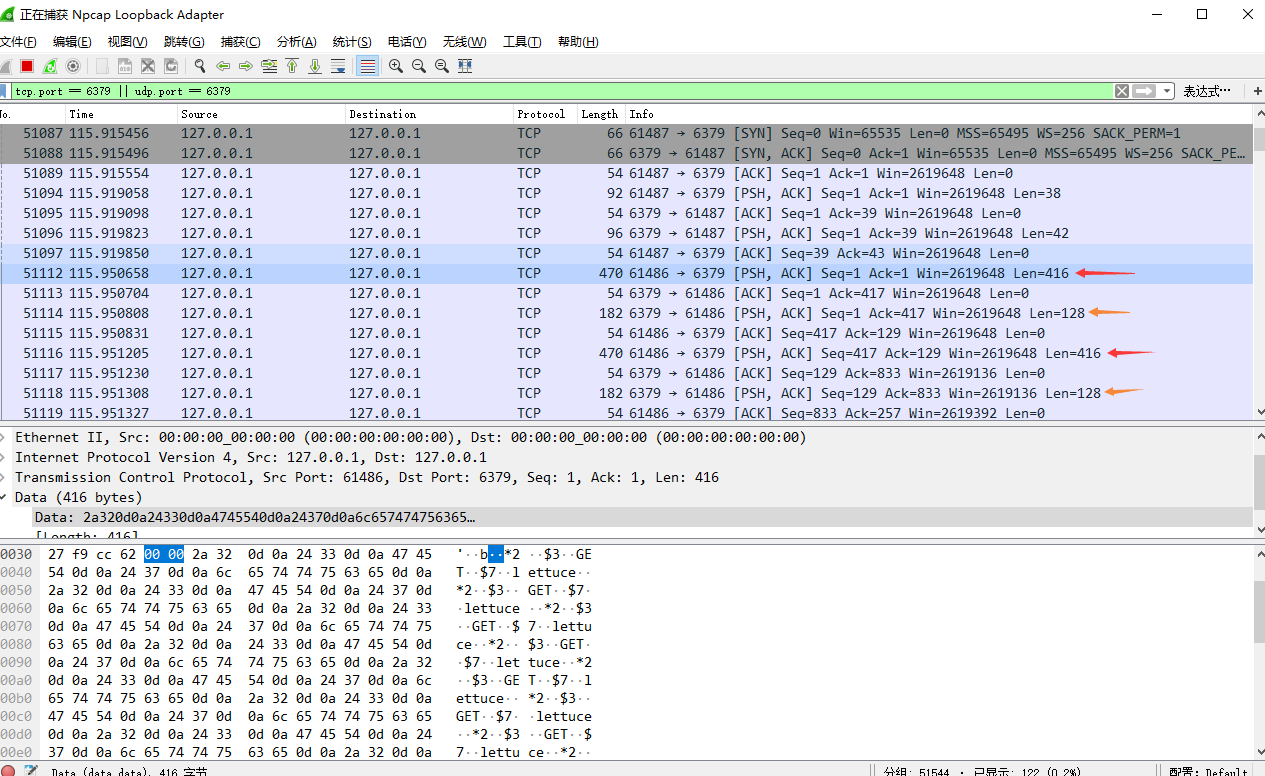 正在捕获 Npcap Loopback Adapter
文件(F) 编辑(E) 视图(V) 跳转(G) 捕获(C) 分析(A) 统计(S) 电话(Y) 无线(W) 工具(T) 帮助(H)
tcp.port == 6379 || udp.port == 6379 表达式… +
No. Time Source Destination Protocol Length Info
51087 115.915456 127.0.0.1 127.0.0.1 TCP 66 61487 → 6379 [SYN] Seq=0 Win=65535 Len=0 MSS=65495 WS=256 SACK_PERM=1
51088 115.915496 127.0.0.1 127.0.0.1 TCP 66 6379 → 61487 [SYN, ACK] Seq=0 Ack=1 Win=65535 Len=0 MSS=65495 WS=256 SACK_PE…
51089 115.915554 127.0.0.1 127.0.0.1 TCP 54 61487 → 6379 [ACK] Seq=1 Ack=1 Win=2619648 Len=0
51094 115.919058 127.0.0.1 127.0.0.1 TCP 92 61487 → 6379 [PSH, ACK] Seq=1 Ack=1 Win=2619648 Len=38
51095 115.919098 127.0.0.1 127.0.0.1 TCP 54 6379 → 61487 [ACK] Seq=1 Ack=39 Win=2619648 Len=0
51096 115.919823 127.0.0.1 127.0.0.1 TCP 96 6379 → 61487 [PSH, ACK] Seq=1 Ack=39 Win=2619648 Len=42
51097 115.919850 127.0.0.1 127.0.0.1 TCP 54 61487 → 6379 [ACK] Seq=39 Ack=43 Win=2619648 Len=0
51112 115.950658 127.0.0.1 127.0.0.1 TCP 470 61486 → 6379 [PSH, ACK] Seq=1 Ack=1 Win=2619648 Len=416
51113 115.950704 127.0.0.1 127.0.0.1 TCP 54 6379 → 61486 [ACK] Seq=1 Ack=417 Win=2619648 Len=0
51114 115.950808 127.0.0.1 127.0.0.1 TCP 182 6379 → 61486 [PSH, ACK] Seq=1 Ack=417 Win=2619648 Len=128
51115 115.950831 127.0.0.1 127.0.0.1 TCP 54 61486 → 6379 [ACK] Seq=417 Ack=129 Win=2619648 Len=0
51116 115.951205 127.0.0.1 127.0.0.1 TCP 470 61486 → 6379 [PSH, ACK] Seq=417 Ack=129 Win=2619648 Len=416
51117 115.951230 127.0.0.1 127.0.0.1 TCP 54 6379 → 61486 [ACK] Seq=129 Ack=833 Win=2619136 Len=0
51118 115.951308 127.0.0.1 127.0.0.1 TCP 182 6379 → 61486 [PSH, ACK] Seq=129 Ack=833 Win=2619136 Len=128
51119 115.951327 127.0.0.1 127.0.0.1 TCP 54 61486 → 6379 [ACK] Seq=833 Ack=257 Win=2619392 Len=0
Ethernet II, Src: 00:00:00_00:00:00 (00:00:00:00:00:00), Dst: 00:00:00_00:00:00 (00:00:00:00:00:00)
Internet Protocol Version 4, Src: 127.0.0.1, Dst: 127.0.0.1
Transmission Control Protocol, Src Port: 61486, Dst Port: 6379, Seq: 1, Ack: 1, Len: 416
Data (416 bytes)
Data: 2a320d0a24330d0a4745540d0a24370d0a6c657474756365…
[Length: 416]
0030 27 f9 cc 62 00 00 2a 32 0d 0a 24 33 0d 0a 47 45 '··b··*2 ··$3··GE
0040 54 0d 0a 24 37 0d 0a 6c 65 74 74 75 63 65 0d 0a T··$7··l ettuce··
0050 2a 32 0d 0a 24 33 0d 0a 47 45 54 0d 0a 24 37 0d *2··$3·· GET··$7·
0060 0a 6c 65 74 74 75 63 65 0d 0a 2a 32 0d 0a 24 33 ·lettuce ··*2··$3
0070 0d 0a 47 45 54 0d 0a 24 37 0d 0a 6c 65 74 74 75 ··GET··$ 7··lettu
0080 63 65 0d 0a 2a 32 0d 0a 24 33 0d 0a 47 45 54 0d ce··*2·· $3··GET·
0090 0a 24 37 0d 0a 6c 65 74 74 75 63 65 0d 0a 2a 32 ·$7··let tuce··*2
00a0 0d 0a 24 33 0d 0a 47 45 54 0d 0a 24 37 0d 0a 6c ··$3··GE T··$7··l
00b0 65 74 74 75 63 65 0d 0a 2a 32 0d 0a 24 33 0d 0a ettuce·· *2··$3··
00c0 47 45 54 0d 0a 24 37 0d 0a 6c 65 74 74 75 63 65 GET··$7· ·lettuce
00d0 0d 0a 2a 32 0d 0a 24 33 0d 0a 47 45 54 0d 0a 24 ··*2··$3 ··GET··$
00e0 37 0d 0a 6c 65 74 74 75 63 65 0d 0a 2a 32 0d 0a 7··lettu ce··*2··
Data (data.data), 416 字节 分组: 51544 · 已显示: 122 (0.2%) 配置: Default